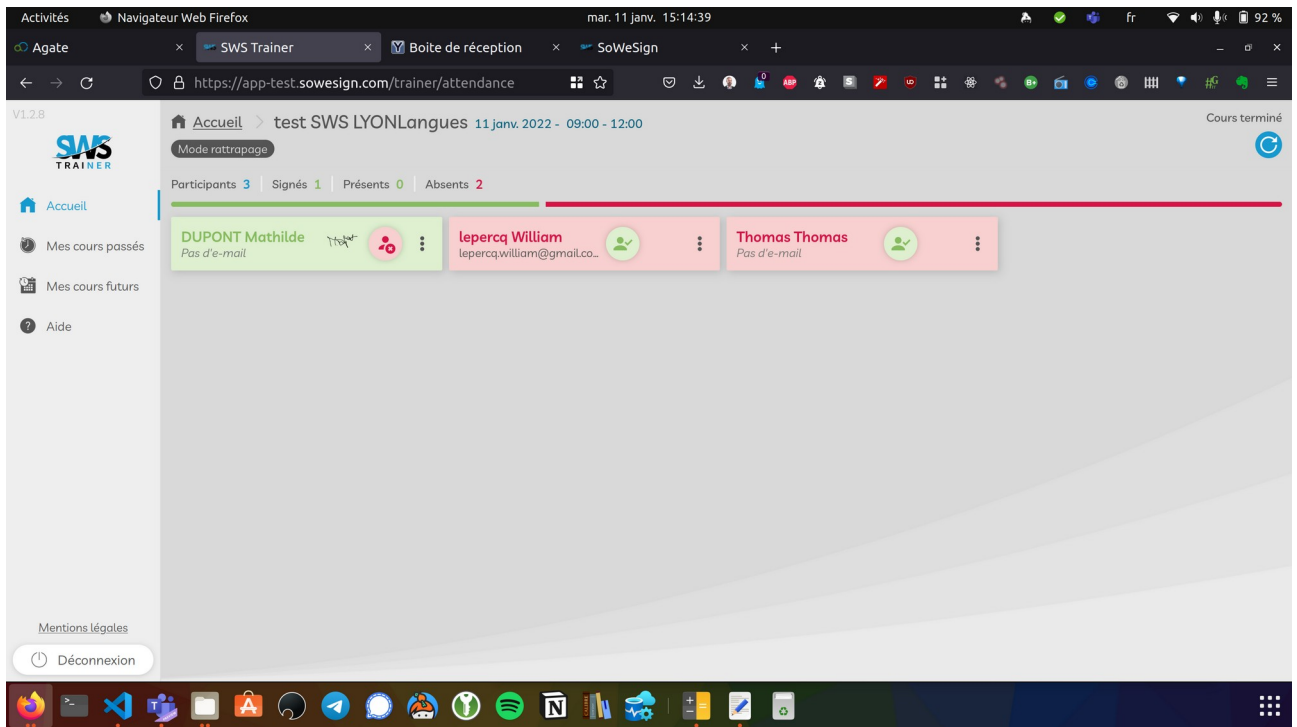 Activités Navigateur Web Firefox mar. 11 janv. 15:14:39 fr 92 %
Agate × SWS Trainer × Boite de réception × SoWeSign × +
https://app-test.sowesign.com/trainer/attendance
V1.2.8
SWS
TRAINER
Accueil
Mes cours passés
Mes cours futurs
Aide
Mentions légales
Déconnexion
Accueil > test SWS LYONLangues 11 janv. 2022 - 09:00 - 12:00
Cours terminé
Mode rattrapage
Participants 3 Signés 1 Présents 0 Absents 2
DUPONT Mathilde
Pas d'e-mail
lepercq William
lepercq.william@gmail.co...
Thomas Thomas
Pas d'e-mail